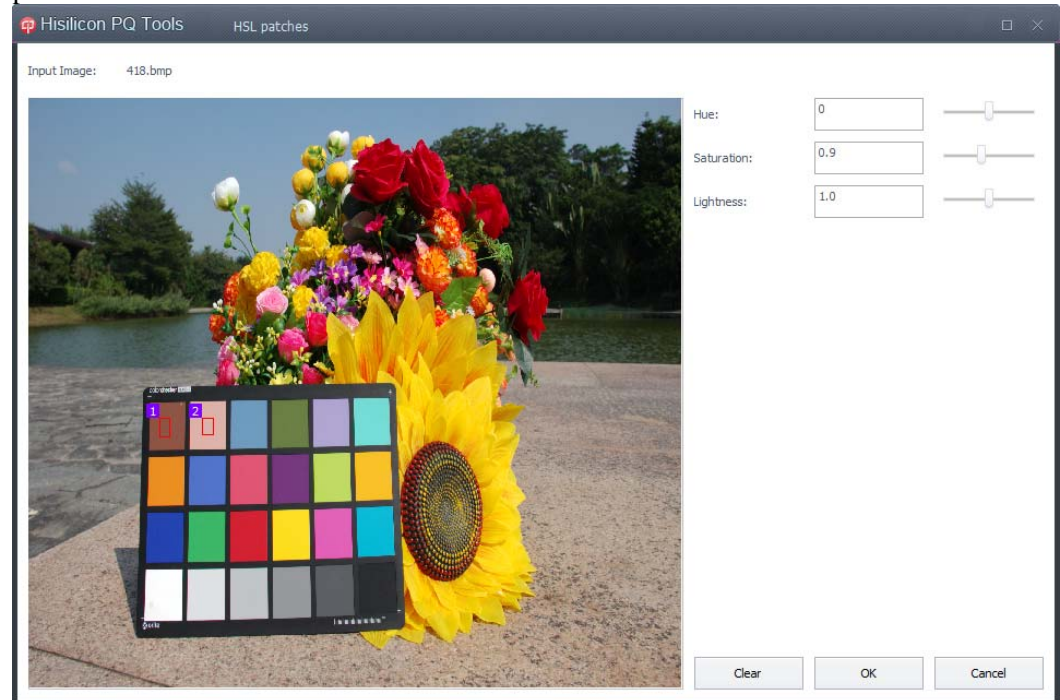 Hisilicon PQ Tools HSL patches
Input Image: 418.bmp
Hue: 0
Saturation: 0.9
Lightness: 1.0
1 2
Clear OK Cancel